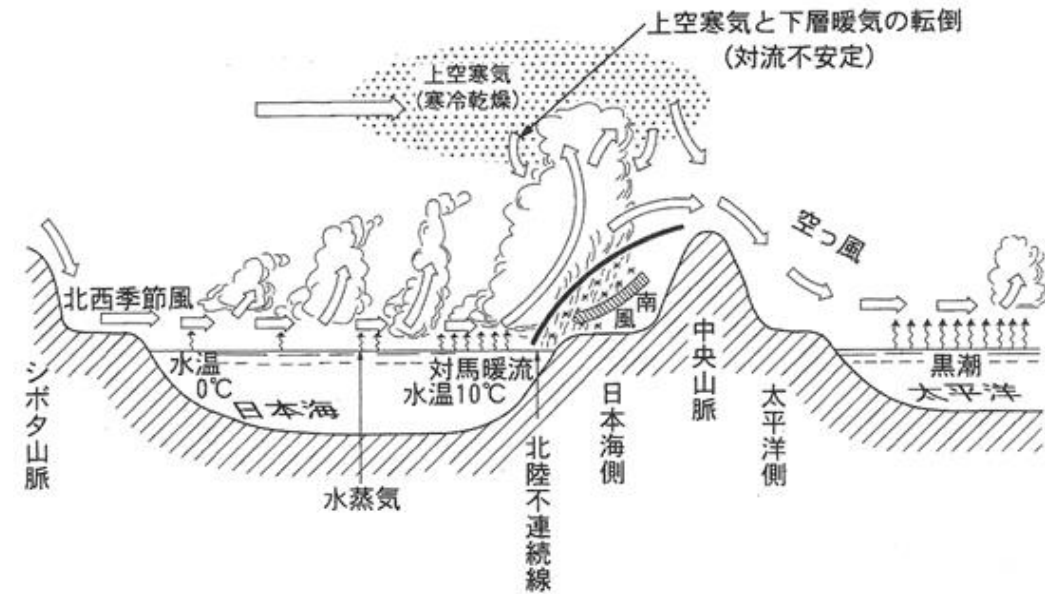 上空寒気と下層暖気の転倒
(対流不安定)
上空寒気
(寒冷乾燥)
空っ風
北西季節風
南風
水温
0℃
対馬暖流
水温10℃
黒潮
日本海
太平洋
シボタ山脈
水蒸気
北陸不連続線
日本海側
中央山脈
太平洋側